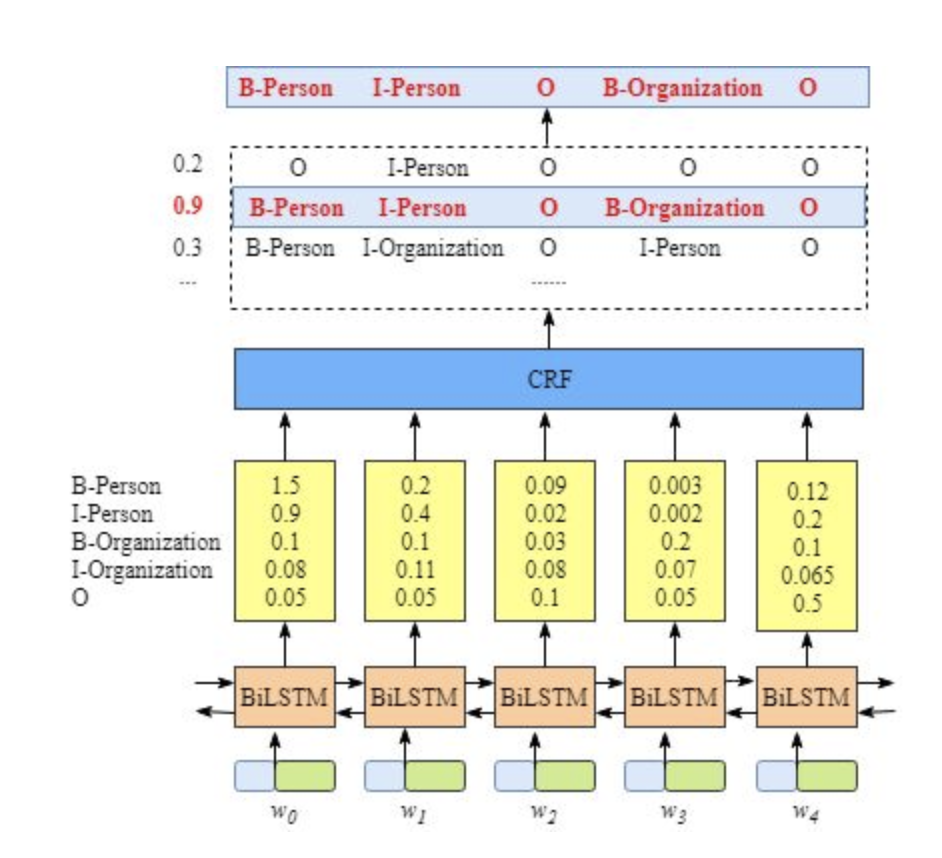 B-Person I-Person O B-Organization O
0.2 O I-Person O O O
0.9 B-Person I-Person O B-Organization O
0.3 B-Person I-Organization O I-Person O
... ......
CRF
B-Person 1.5 0.2 0.09 0.003 0.12
I-Person 0.9 0.4 0.02 0.002 0.2
B-Organization 0.1 0.1 0.03 0.2 0.1
I-Organization 0.08 0.11 0.08 0.07 0.065
O 0.05 0.05 0.1 0.05 0.5
BiLSTM BiLSTM BiLSTM BiLSTM BiLSTM
w0 w1 w2 w3 w4